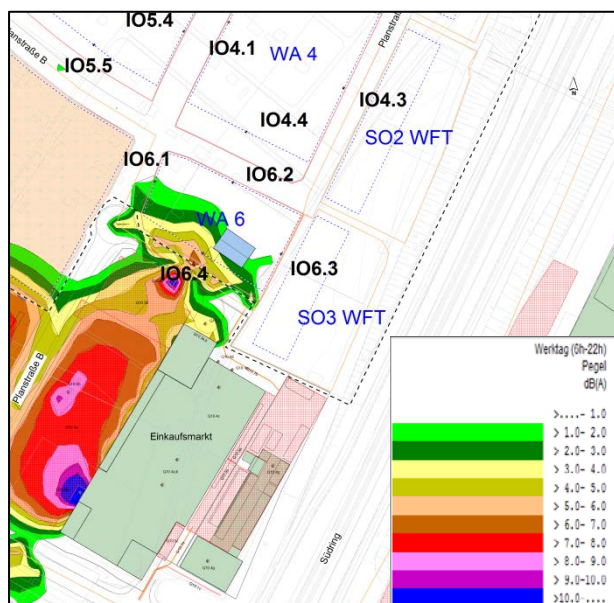 IO5.4
Planstraße B
IO5.5
IO4.1
WA 4
Planstraße
IO4.3
IO4.4
SO2 WFT
IO6.1
IO6.2
WA 6
IO6.4
IO6.3
SO3 WFT
Planstraße B
Einkaufsmarkt
Südring
Werktag (6h-22h)
Pegel
dB(A)
>....- 1.0
> 1.0- 2.0
> 2.0- 3.0
> 3.0- 4.0
> 4.0- 5.0
> 5.0- 6.0
> 6.0- 7.0
> 7.0- 8.0
> 8.0- 9.0
> 9.0-10.0
>10.0-....